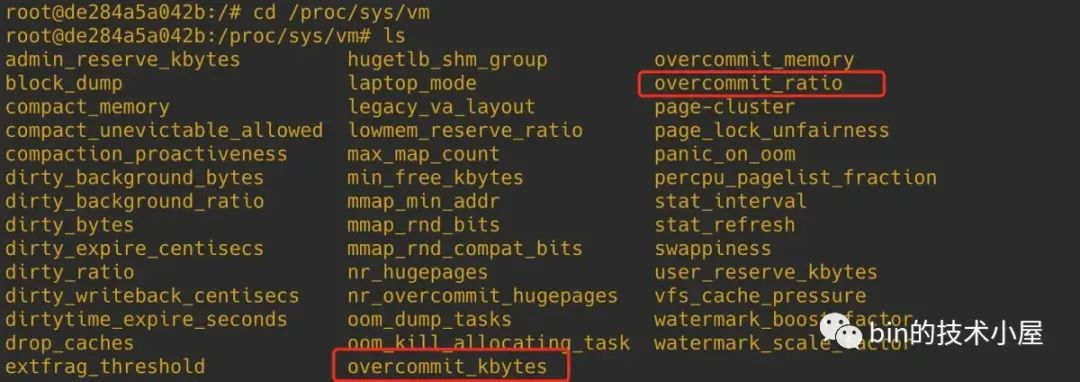 root@de284a5a042b:/# cd /proc/sys/vm
root@de284a5a042b:/proc/sys/vm# ls
admin_reserve_kbytes hugetlb_shm_group overcommit_memory
block_dump laptop_mode overcommit_ratio
compact_memory legacy_va_layout page-cluster
compact_unevictable_allowed lowmem_reserve_ratio page_lock_unfairness
compaction_proactiveness max_map_count panic_on_oom
dirty_background_bytes min_free_kbytes percpu_pagelist_fraction
dirty_background_ratio mmap_min_addr stat_interval
dirty_bytes mmap_rnd_bits stat_refresh
dirty_expire_centisecs mmap_rnd_compat_bits swappiness
dirty_ratio nr_hugepages user_reserve_kbytes
dirty_writeback_centisecs nr_overcommit_hugepages vfs_cache_pressure
dirtytime_expire_seconds oom_dump_tasks watermark_boost_factor
drop_caches oom_kill_allocating_task watermark_scale_factor
extfrag_threshold overcommit_kbytes
bin的技术小屋